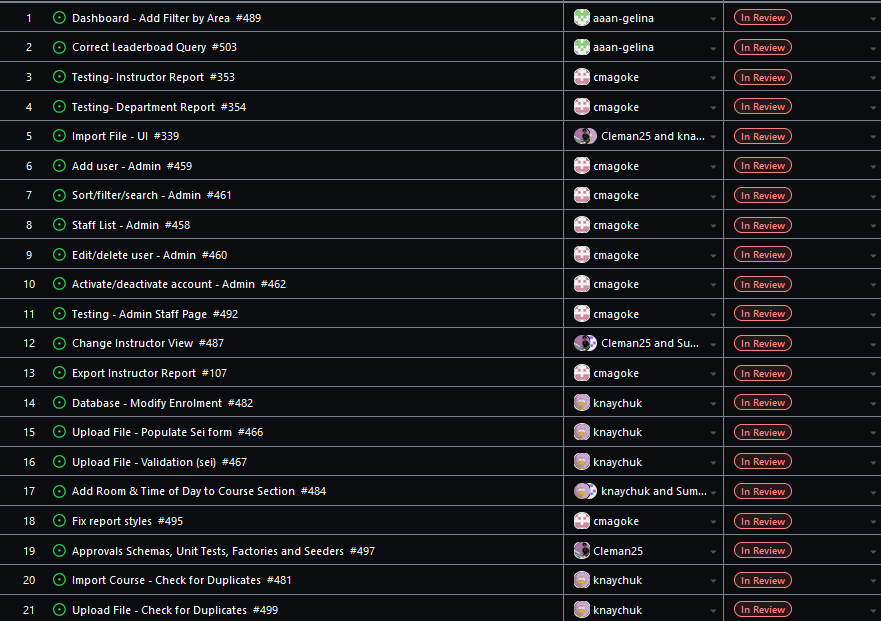 1 Dashboard - Add Filter by Area #489 aaan-gelina In Review
2 Correct Leaderboad Query #503 aaan-gelina In Review
3 Testing- Instructor Report #353 cmagoke In Review
4 Testing- Department Report #354 cmagoke In Review
5 Import File - UI #339 Cleman25 and kna... In Review
6 Add user - Admin #459 cmagoke In Review
7 Sort/filter/search - Admin #461 cmagoke In Review
8 Staff List - Admin #458 cmagoke In Review
9 Edit/delete user - Admin #460 cmagoke In Review
10 Activate/deactivate account - Admin #462 cmagoke In Review
11 Testing - Admin Staff Page #492 cmagoke In Review
12 Change Instructor View #487 Cleman25 and Su... In Review
13 Export Instructor Report #107 cmagoke In Review
14 Database - Modify Enrolment #482 knaychuk In Review
15 Upload File - Populate Sei form #466 knaychuk In Review
16 Upload File - Validation (sei) #467 knaychuk In Review
17 Add Room & Time of Day to Course Section #484 knaychuk and Sum... In Review
18 Fix report styles #495 cmagoke In Review
19 Approvals Schemas, Unit Tests, Factories and Seeders #497 Cleman25 In Review
20 Import Course - Check for Duplicates #481 knaychuk In Review
21 Upload File - Check for Duplicates #499 knaychuk In Review